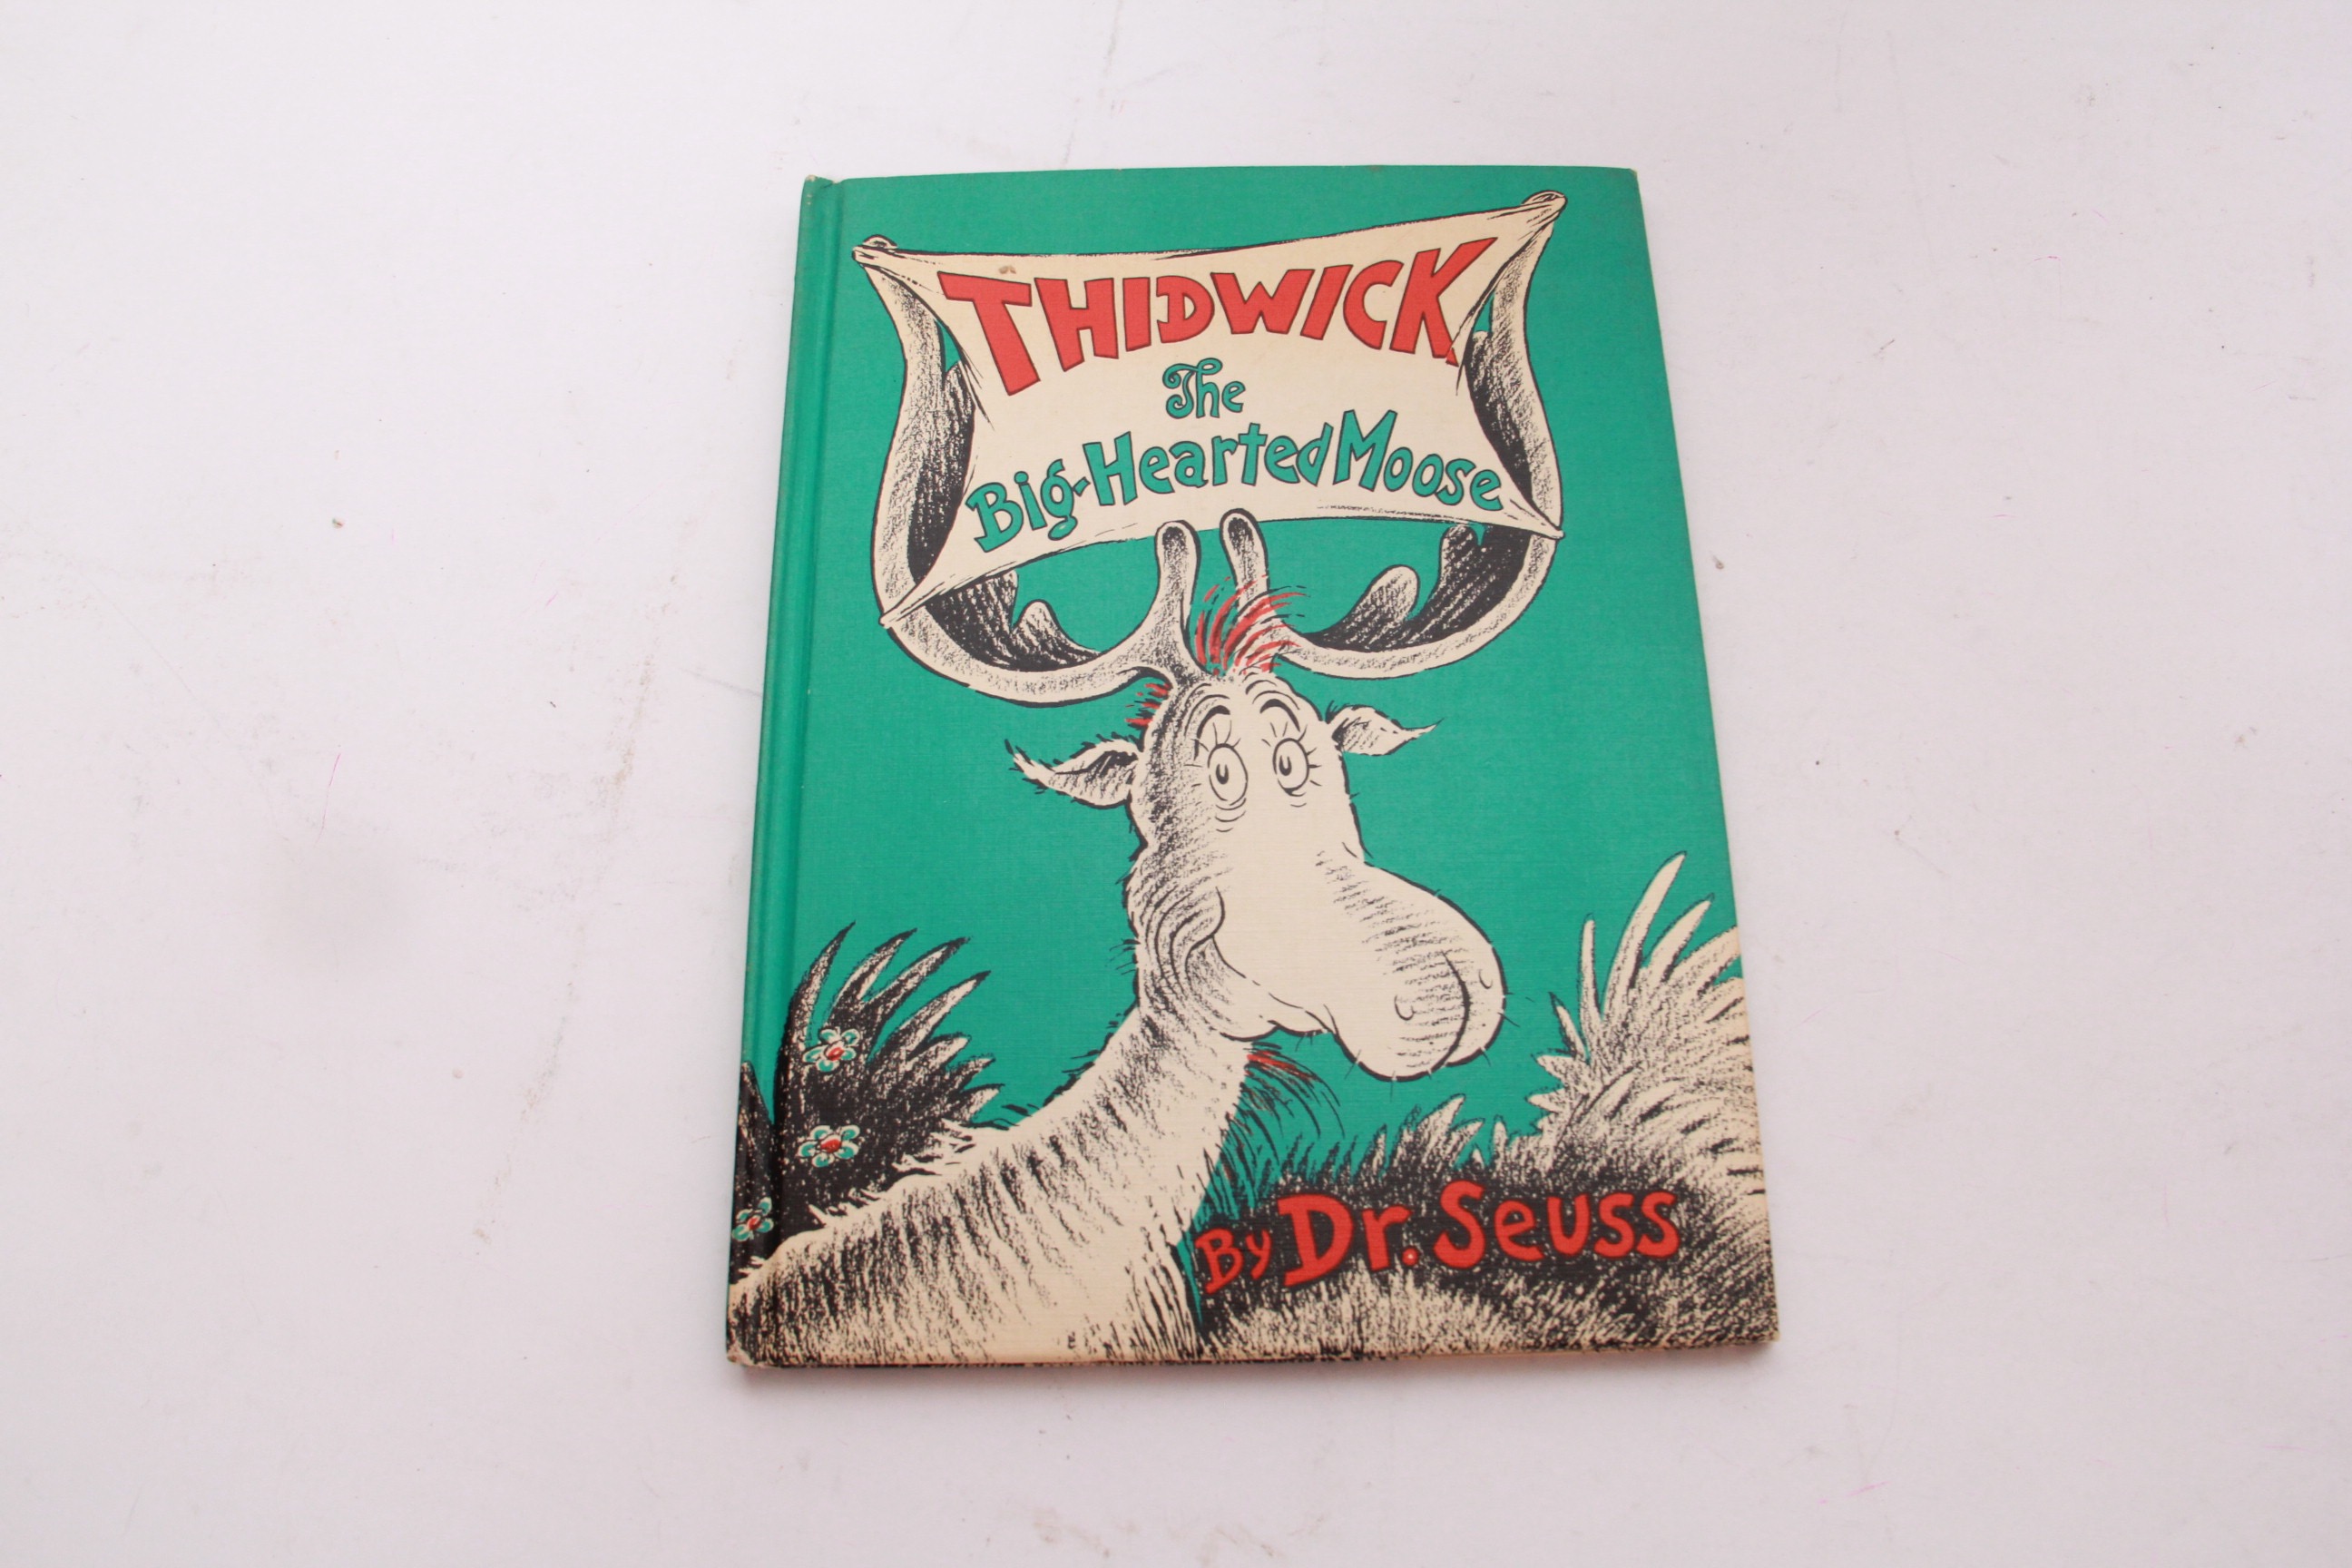 THIDWICK
The
Big-Hearted Moose
By Dr. Seuss